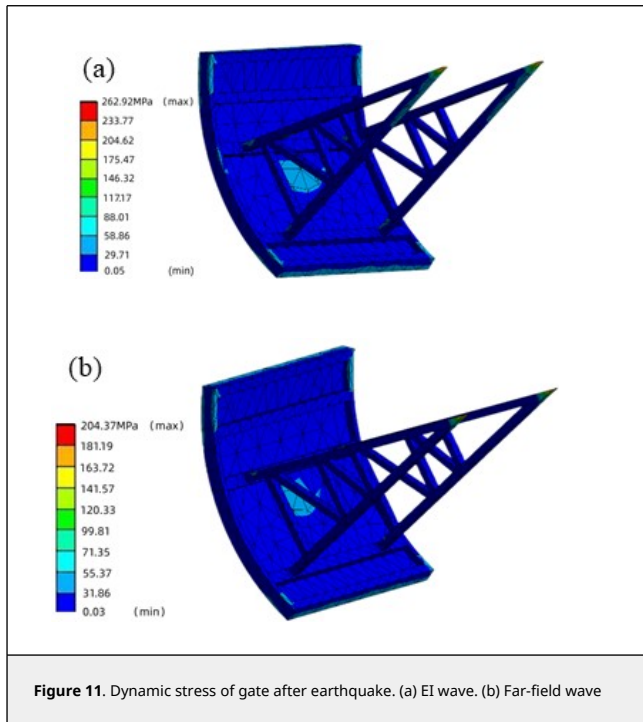 (a)
262.92MPa (max)
233.77
204.62
175.47
146.32
117.17
88.01
58.86
29.71
0.05 (min)
(b)
204.37MPa (max)
181.19
163.72
141.57
120.33
99.81
71.35
55.37
31.86
0.03 (min)
Figure 11. Dynamic stress of gate after earthquake. (a) EI wave. (b) Far-field wave